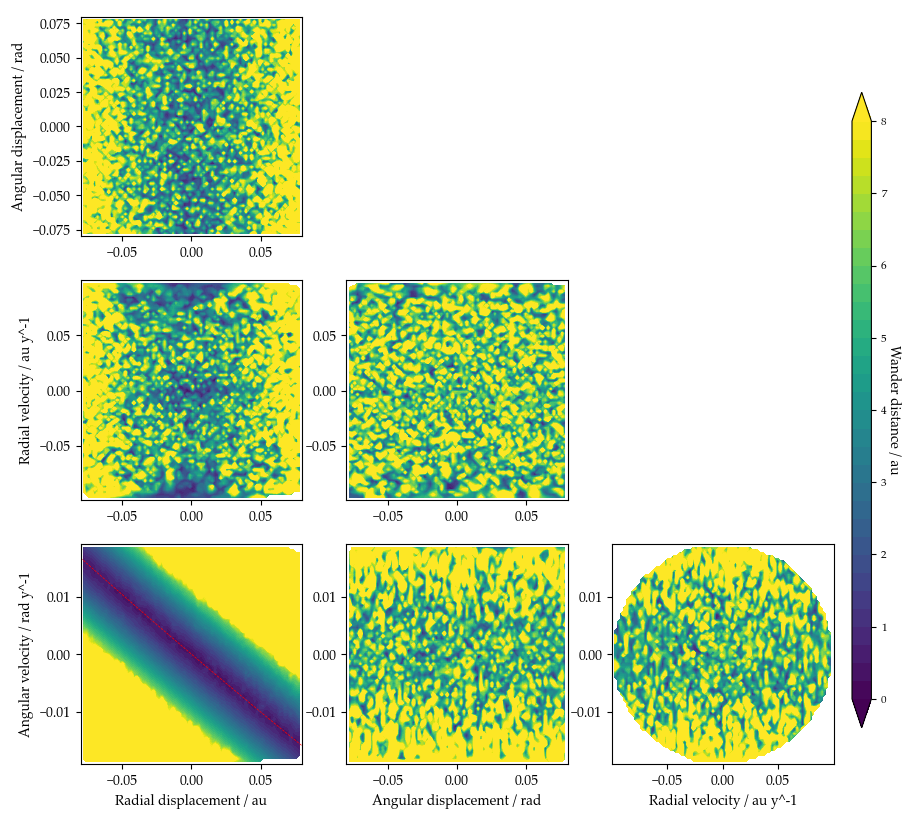 Angular displacement / rad
0.075
0.050
0.025
0.000
−0.025
−0.050
−0.075
−0.05 0.00 0.05
Radial velocity / au y^-1
0.05
0.00
−0.05
−0.05 0.00 0.05
0.05
0.00
−0.05
−0.05 0.00 0.05
Angular velocity / rad y^-1
0.01
0.00
−0.01
−0.05 0.00 0.05
Radial displacement / au
0.01
0.00
−0.01
−0.05 0.00 0.05
Angular displacement / rad
0.01
0.00
−0.01
−0.05 0.00 0.05
Radial velocity / au y^-1
8
7
6
5
4
3
2
1
0
Wander distance / au